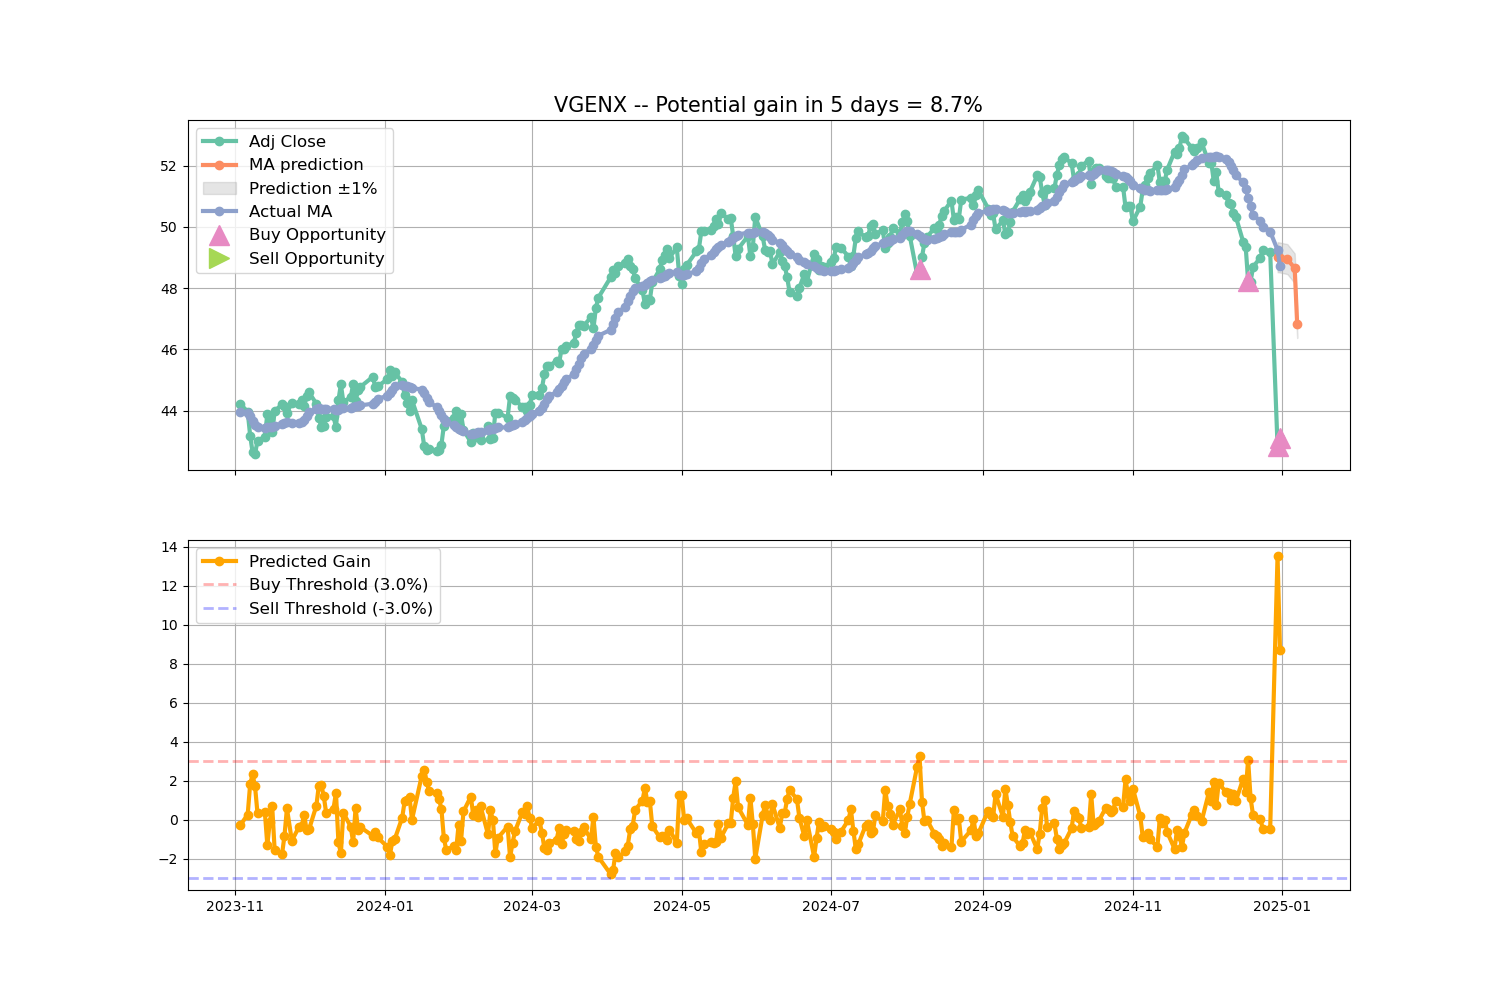 VGENX -- Potential gain in 5 days = 8.7%
Adj Close
MA prediction
Prediction ±1%
Actual MA
Buy Opportunity
Sell Opportunity
52
50
48
46
44
Predicted Gain
Buy Threshold (3.0%)
Sell Threshold (-3.0%)
14
12
10
8
6
4
2
0
−2
2023-11 2024-01 2024-03 2024-05 2024-07 2024-09 2024-11 2025-01